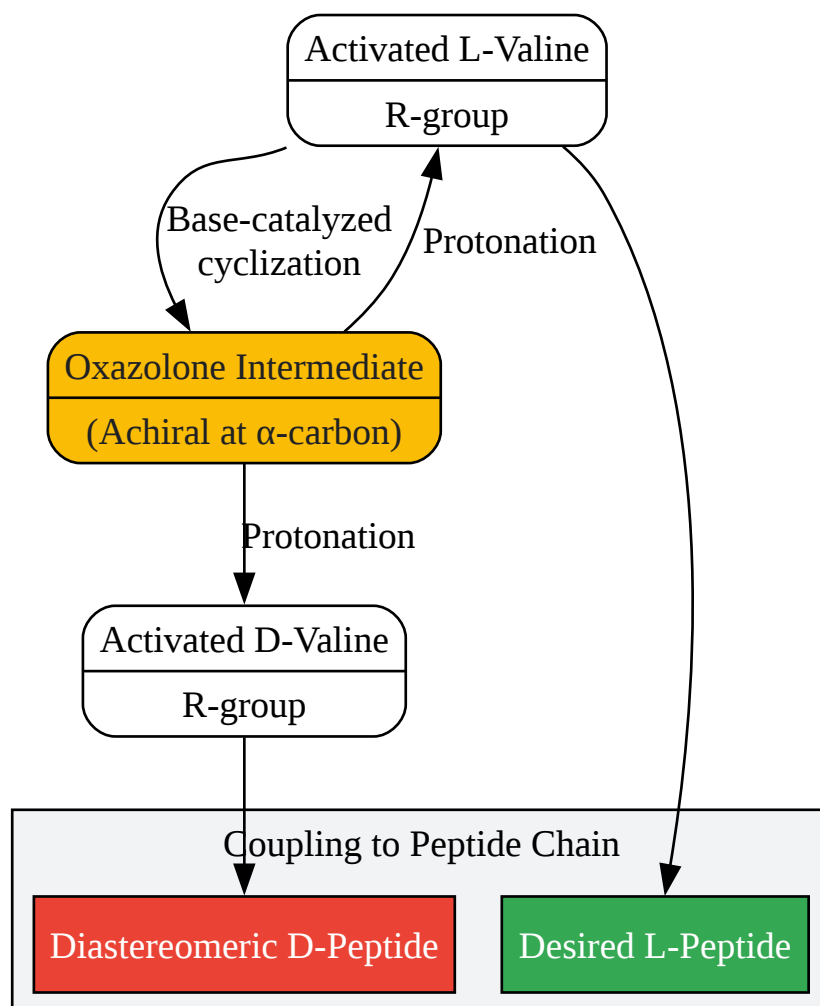 Activated L-Valine
R-group
Base-catalyzed
cyclization
Protonation
Oxazolone Intermediate
(Achiral at α-carbon)
Protonation
Activated D-Valine
R-group
Coupling to Peptide Chain
Diastereomeric D-Peptide
Desired L-Peptide